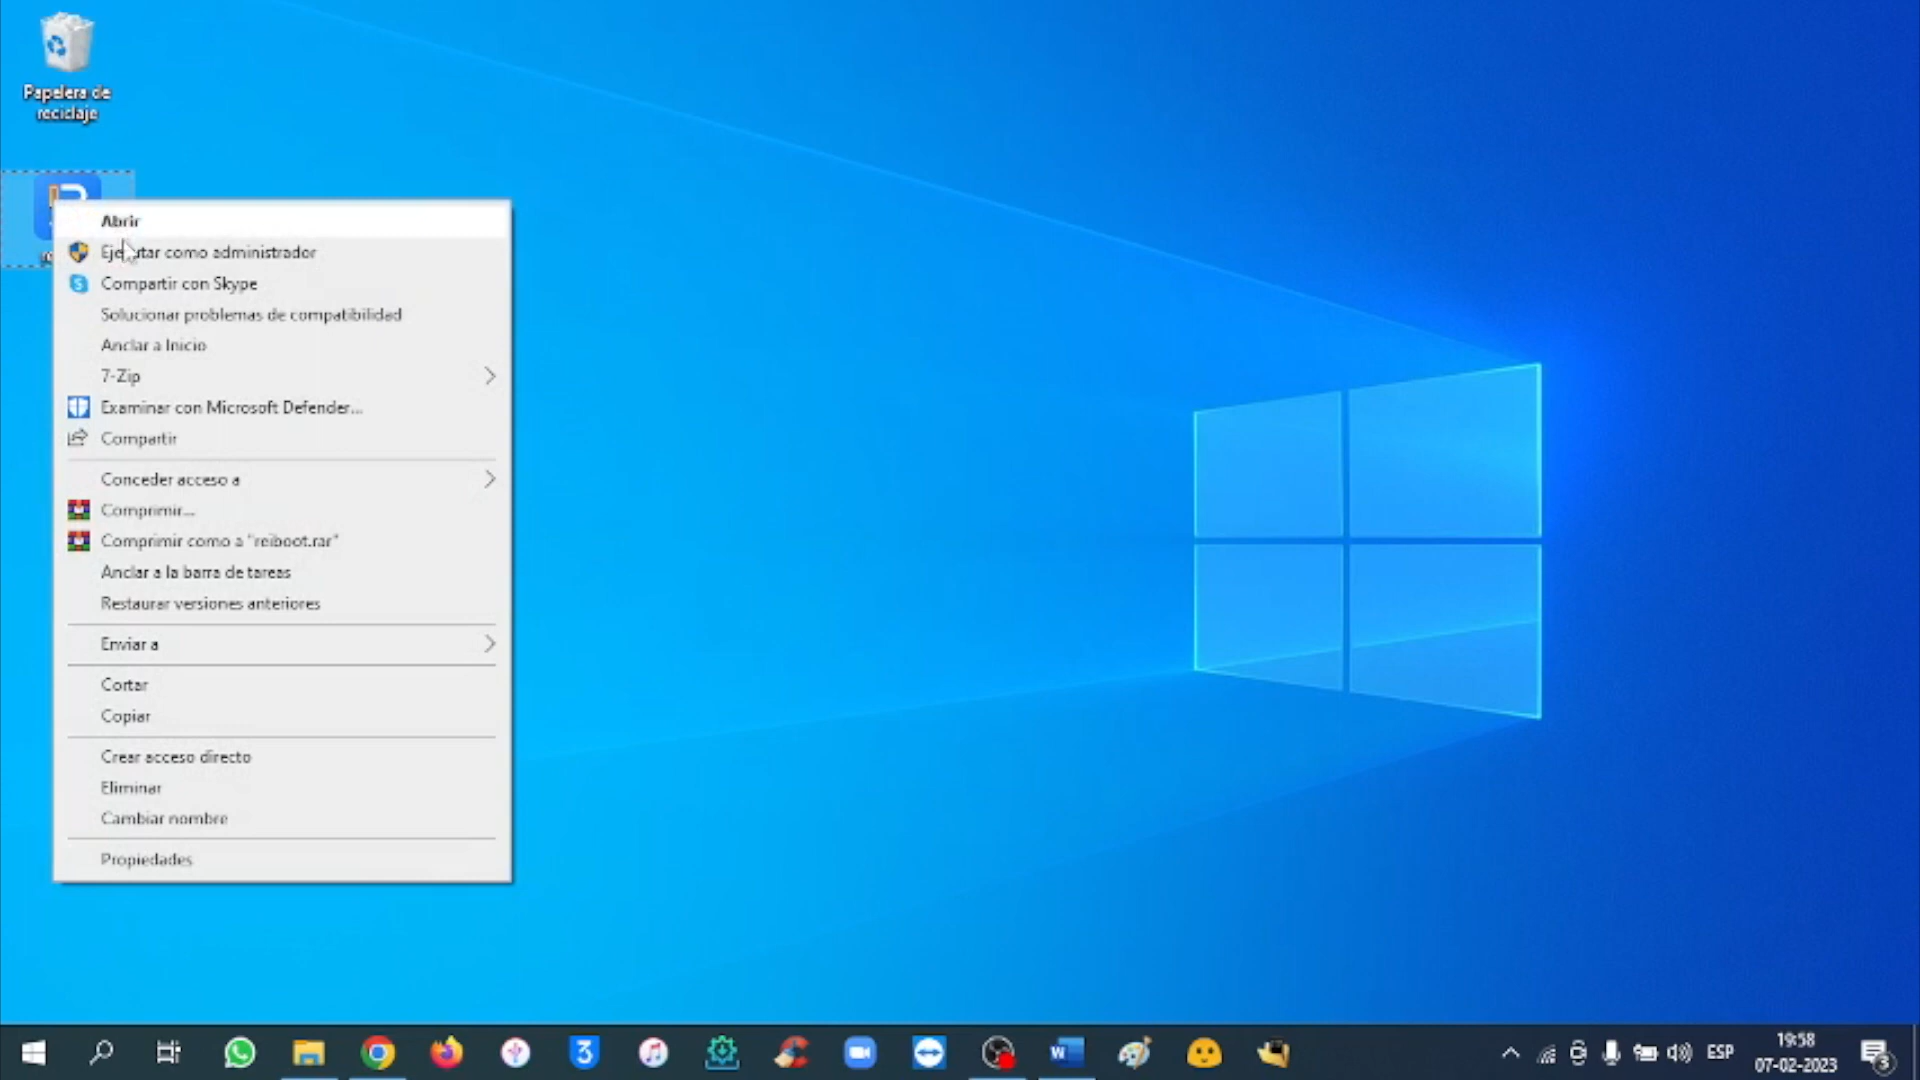 Papelera de
reciclaje
Abrir
Ejecutar como administrador
Compartir con Skype
Solucionar problemas de compatibilidad
Anclar a Inicio
7-Zip
Examinar con Microsoft Defender...
Compartir
Conceder acceso a
Comprimir...
Comprimir como a "reiboot.rar"
Anclar a la barra de tareas
Restaurar versiones anteriores
Enviar a
Cortar
Copiar
Crear acceso directo
Eliminar
Cambiar nombre
Propiedades
ESP
19:58
07-02-2023
3